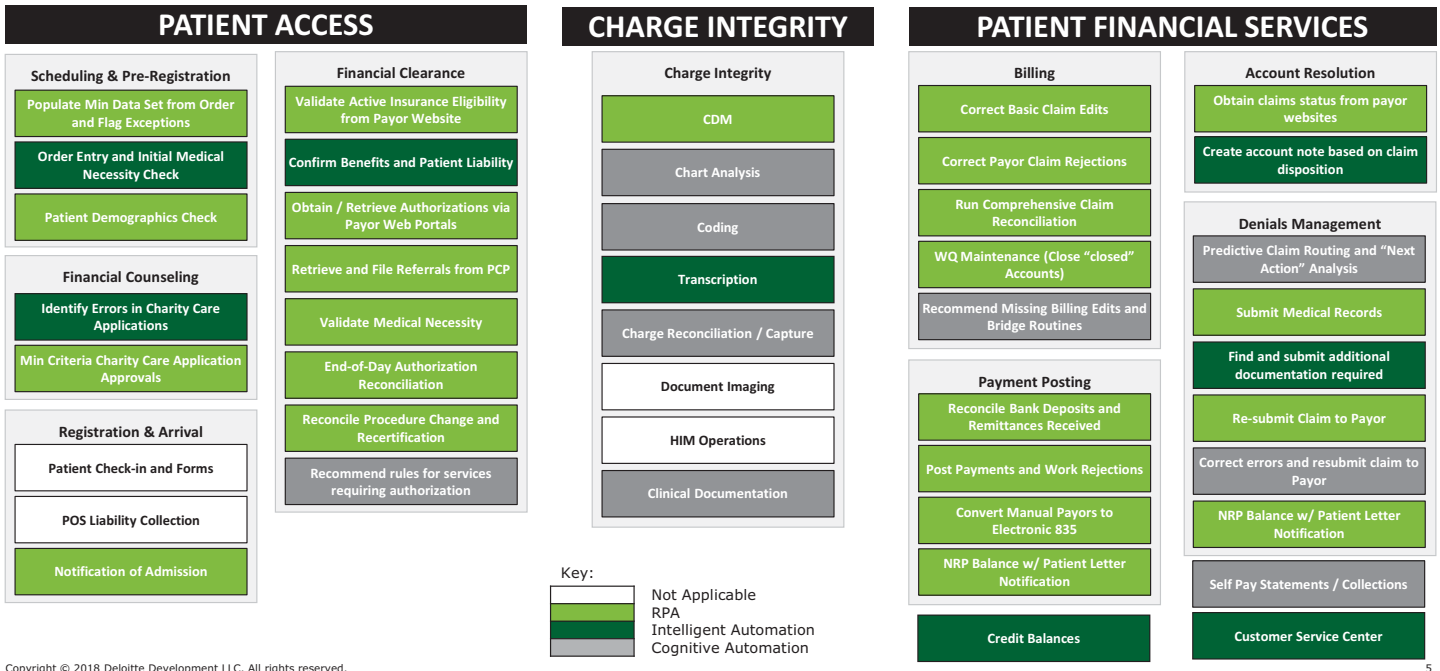 PATIENT ACCESS
Scheduling & Pre-Registration
Populate Min Data Set from Order
and Flag Exceptions
Order Entry and Initial Medical
Necessity Check
Patient Demographics Check
Financial Counseling
Identify Errors in Charity Care
Applications
Min Criteria Charity Care Application
Approvals
Registration & Arrival
Patient Check-in and Forms
POS Liability Collection
Notification of Admission
Financial Clearance
Validate Active Insurance Eligibility
from Payor Website
Confirm Benefits and Patient Liability
Obtain / Retrieve Authorizations via
Payor Web Portals
Retrieve and File Referrals from PCP
Validate Medical Necessity
End-of-Day Authorization
Reconciliation
Reconcile Procedure Change and
Recertification
Recommend rules for services
requiring authorization
CHARGE INTEGRITY
Charge Integrity
CDM
Chart Analysis
Coding
Transcription
Charge Reconciliation / Capture
Document Imaging
HIM Operations
Clinical Documentation
Key:
Not Applicable
RPA
Intelligent Automation
Cognitive Automation
PATIENT FINANCIAL SERVICES
Billing
Correct Basic Claim Edits
Correct Payor Claim Rejections
Run Comprehensive Claim
Reconciliation
WQ Maintenance (Close “closed”
Accounts)
Recommend Missing Billing Edits and
Bridge Routines
Payment Posting
Reconcile Bank Deposits and
Remittances Received
Post Payments and Work Rejections
Convert Manual Payors to
Electronic 835
NRP Balance w/ Patient Letter
Notification
Credit Balances
Account Resolution
Obtain claims status from payor
websites
Create account note based on claim
disposition
Denials Management
Predictive Claim Routing and “Next
Action” Analysis
Submit Medical Records
Find and submit additional
documentation required
Re-submit Claim to Payor
Correct errors and resubmit claim to
Payor
NRP Balance w/ Patient Letter
Notification
Self Pay Statements / Collections
Customer Service Center
Copyright © 2018 Deloitte Development LLC. All rights reserved.
5